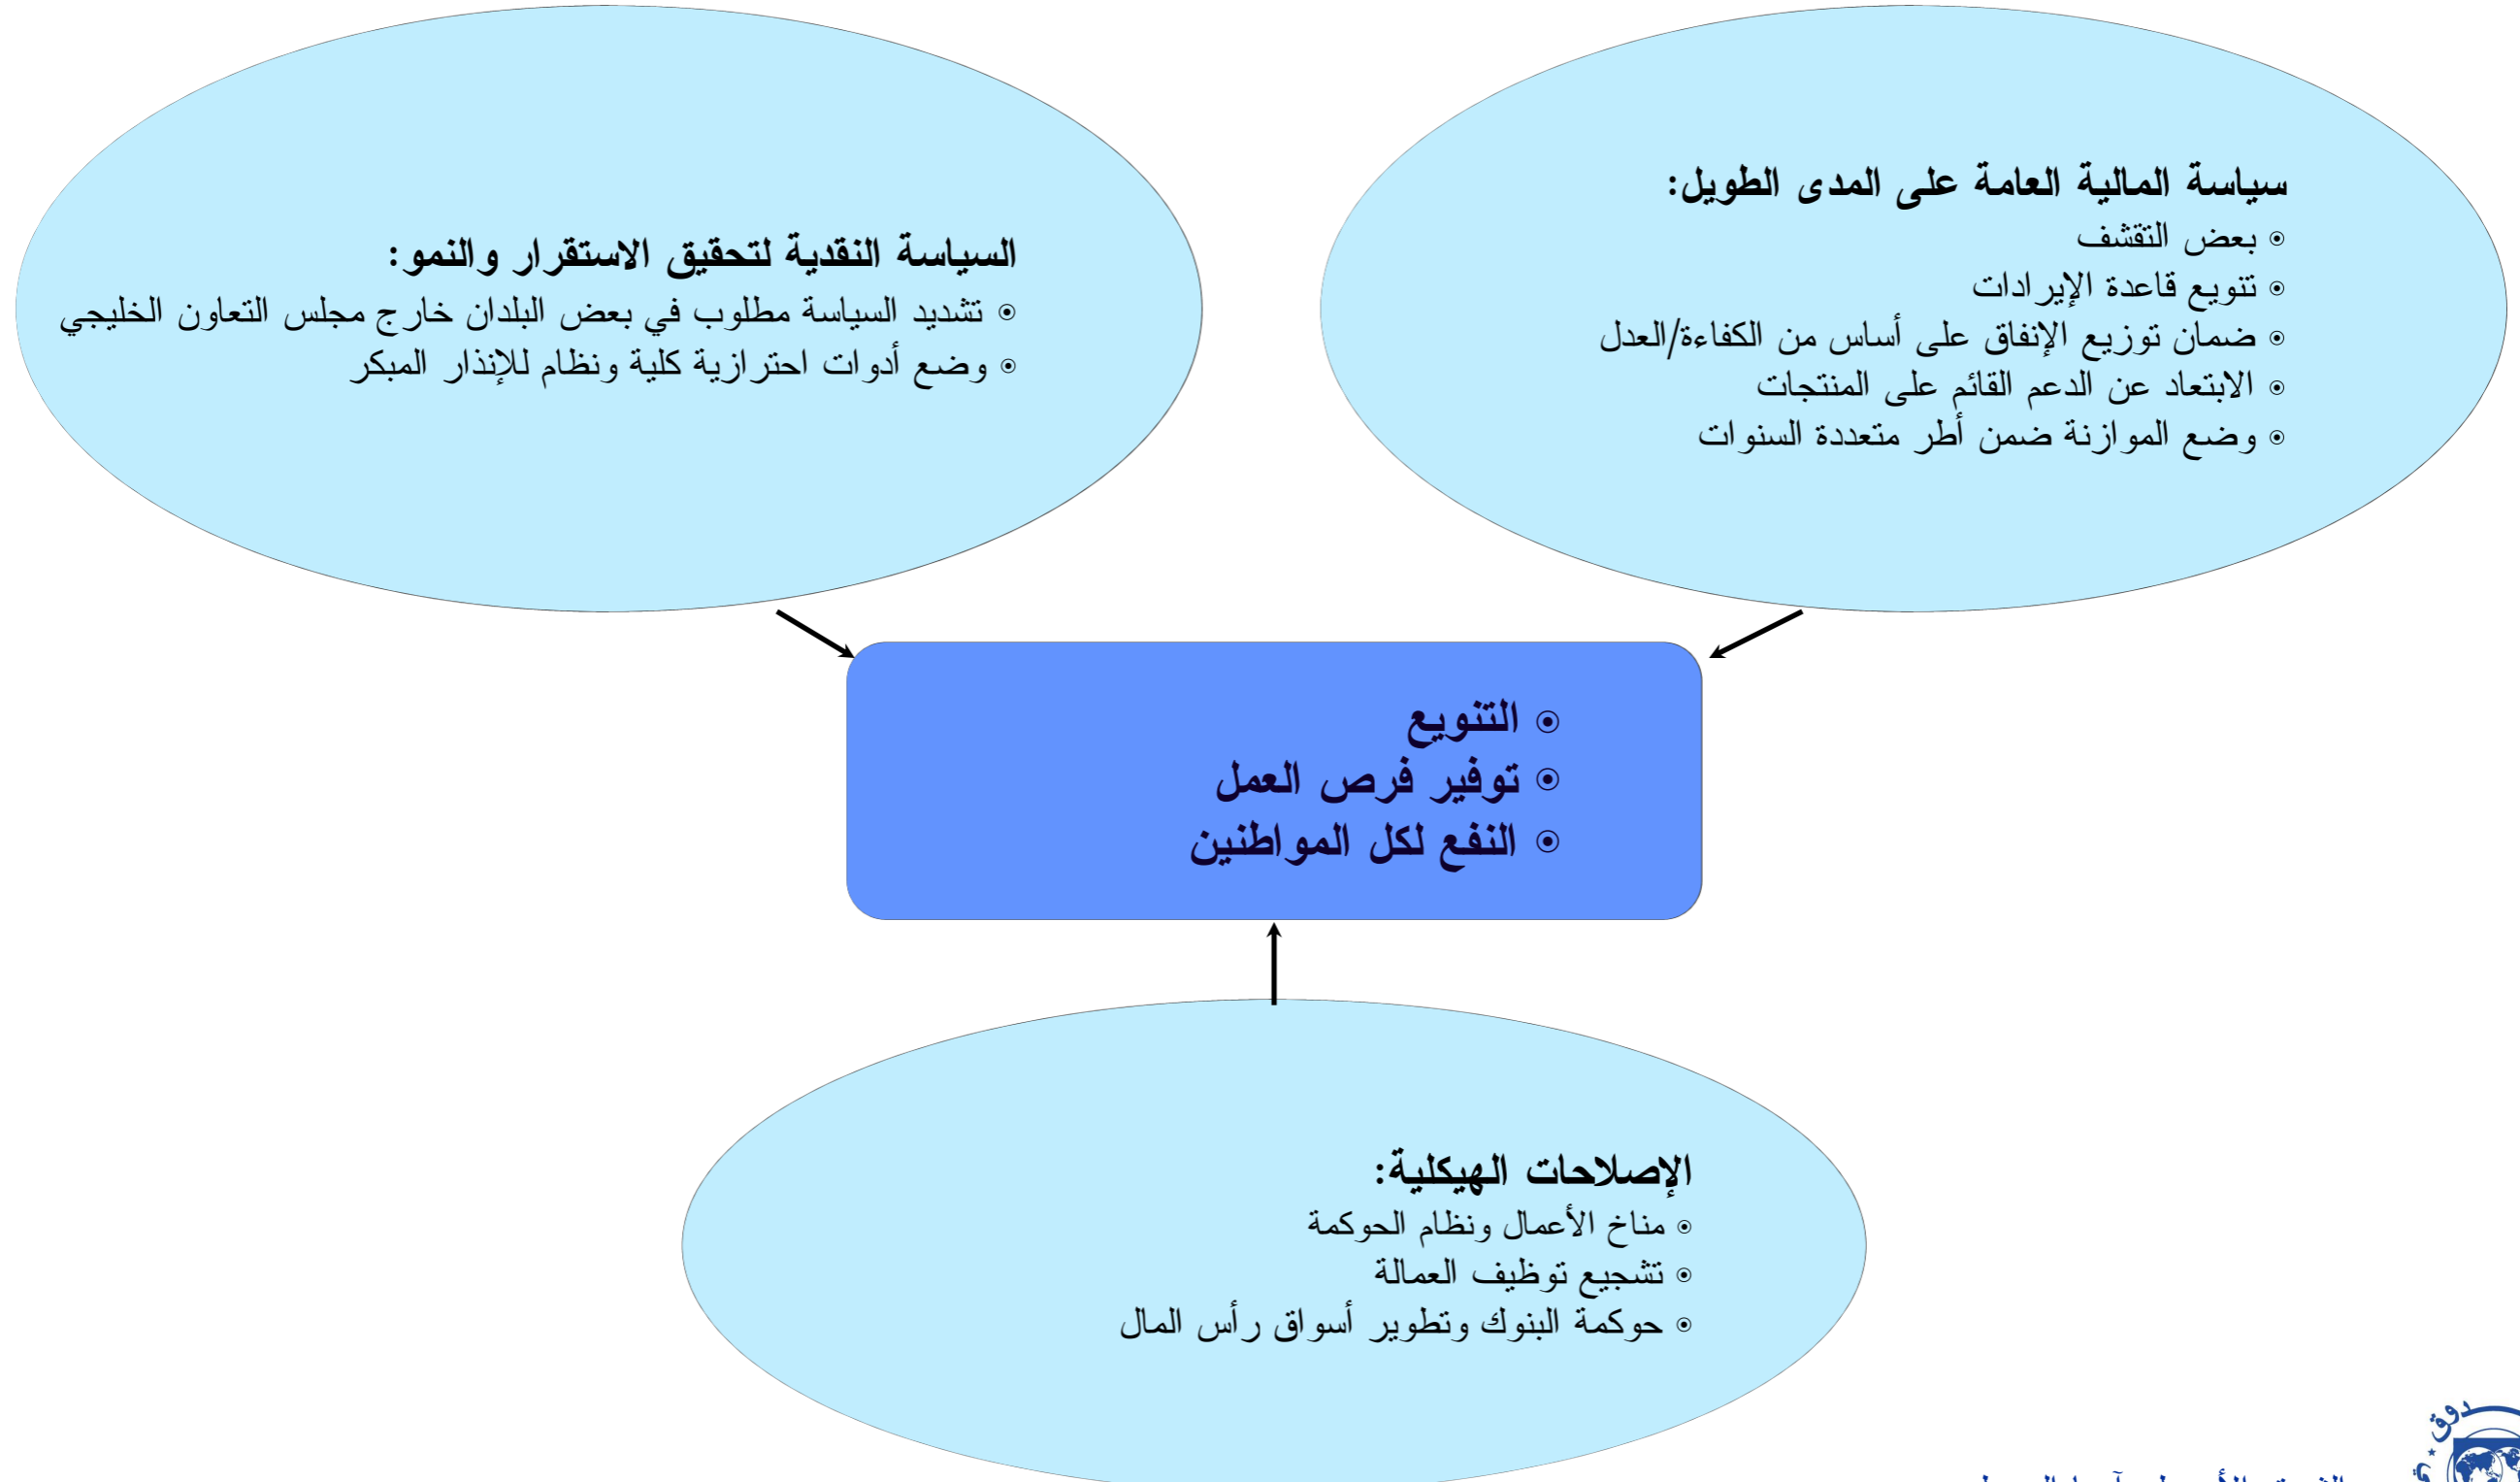 سياسة المالية العامة على المدى الطويل:
⊙ بعض التقشف
⊙ تنويع قاعدة الإيرادات
⊙ ضمان توزيع الإنفاق على أساس من الكفاءة/العدل
⊙ الابتعاد عن الدعم القائم على المنتجات
⊙ وضع الموازنة ضمن أطر متعددة السنوات
السياسة النقدية لتحقيق الاستقرار والنمو:
⊙ تشديد السياسة مطلوب في بعض البلدان خارج مجلس التعاون الخليجي
⊙ وضع أدوات احترازية كلية ونظام للإنذار المبكر
⊙ التنويع
⊙ توفير فرص العمل
⊙ النفع لكل المواطنين
الإصلاحات الهيكلية:
⊙ مناخ الأعمال ونظام الحوكمة
⊙ تشجيع توظيف العمالة
⊙ حوكمة البنوك وتطوير أسواق رأس المال